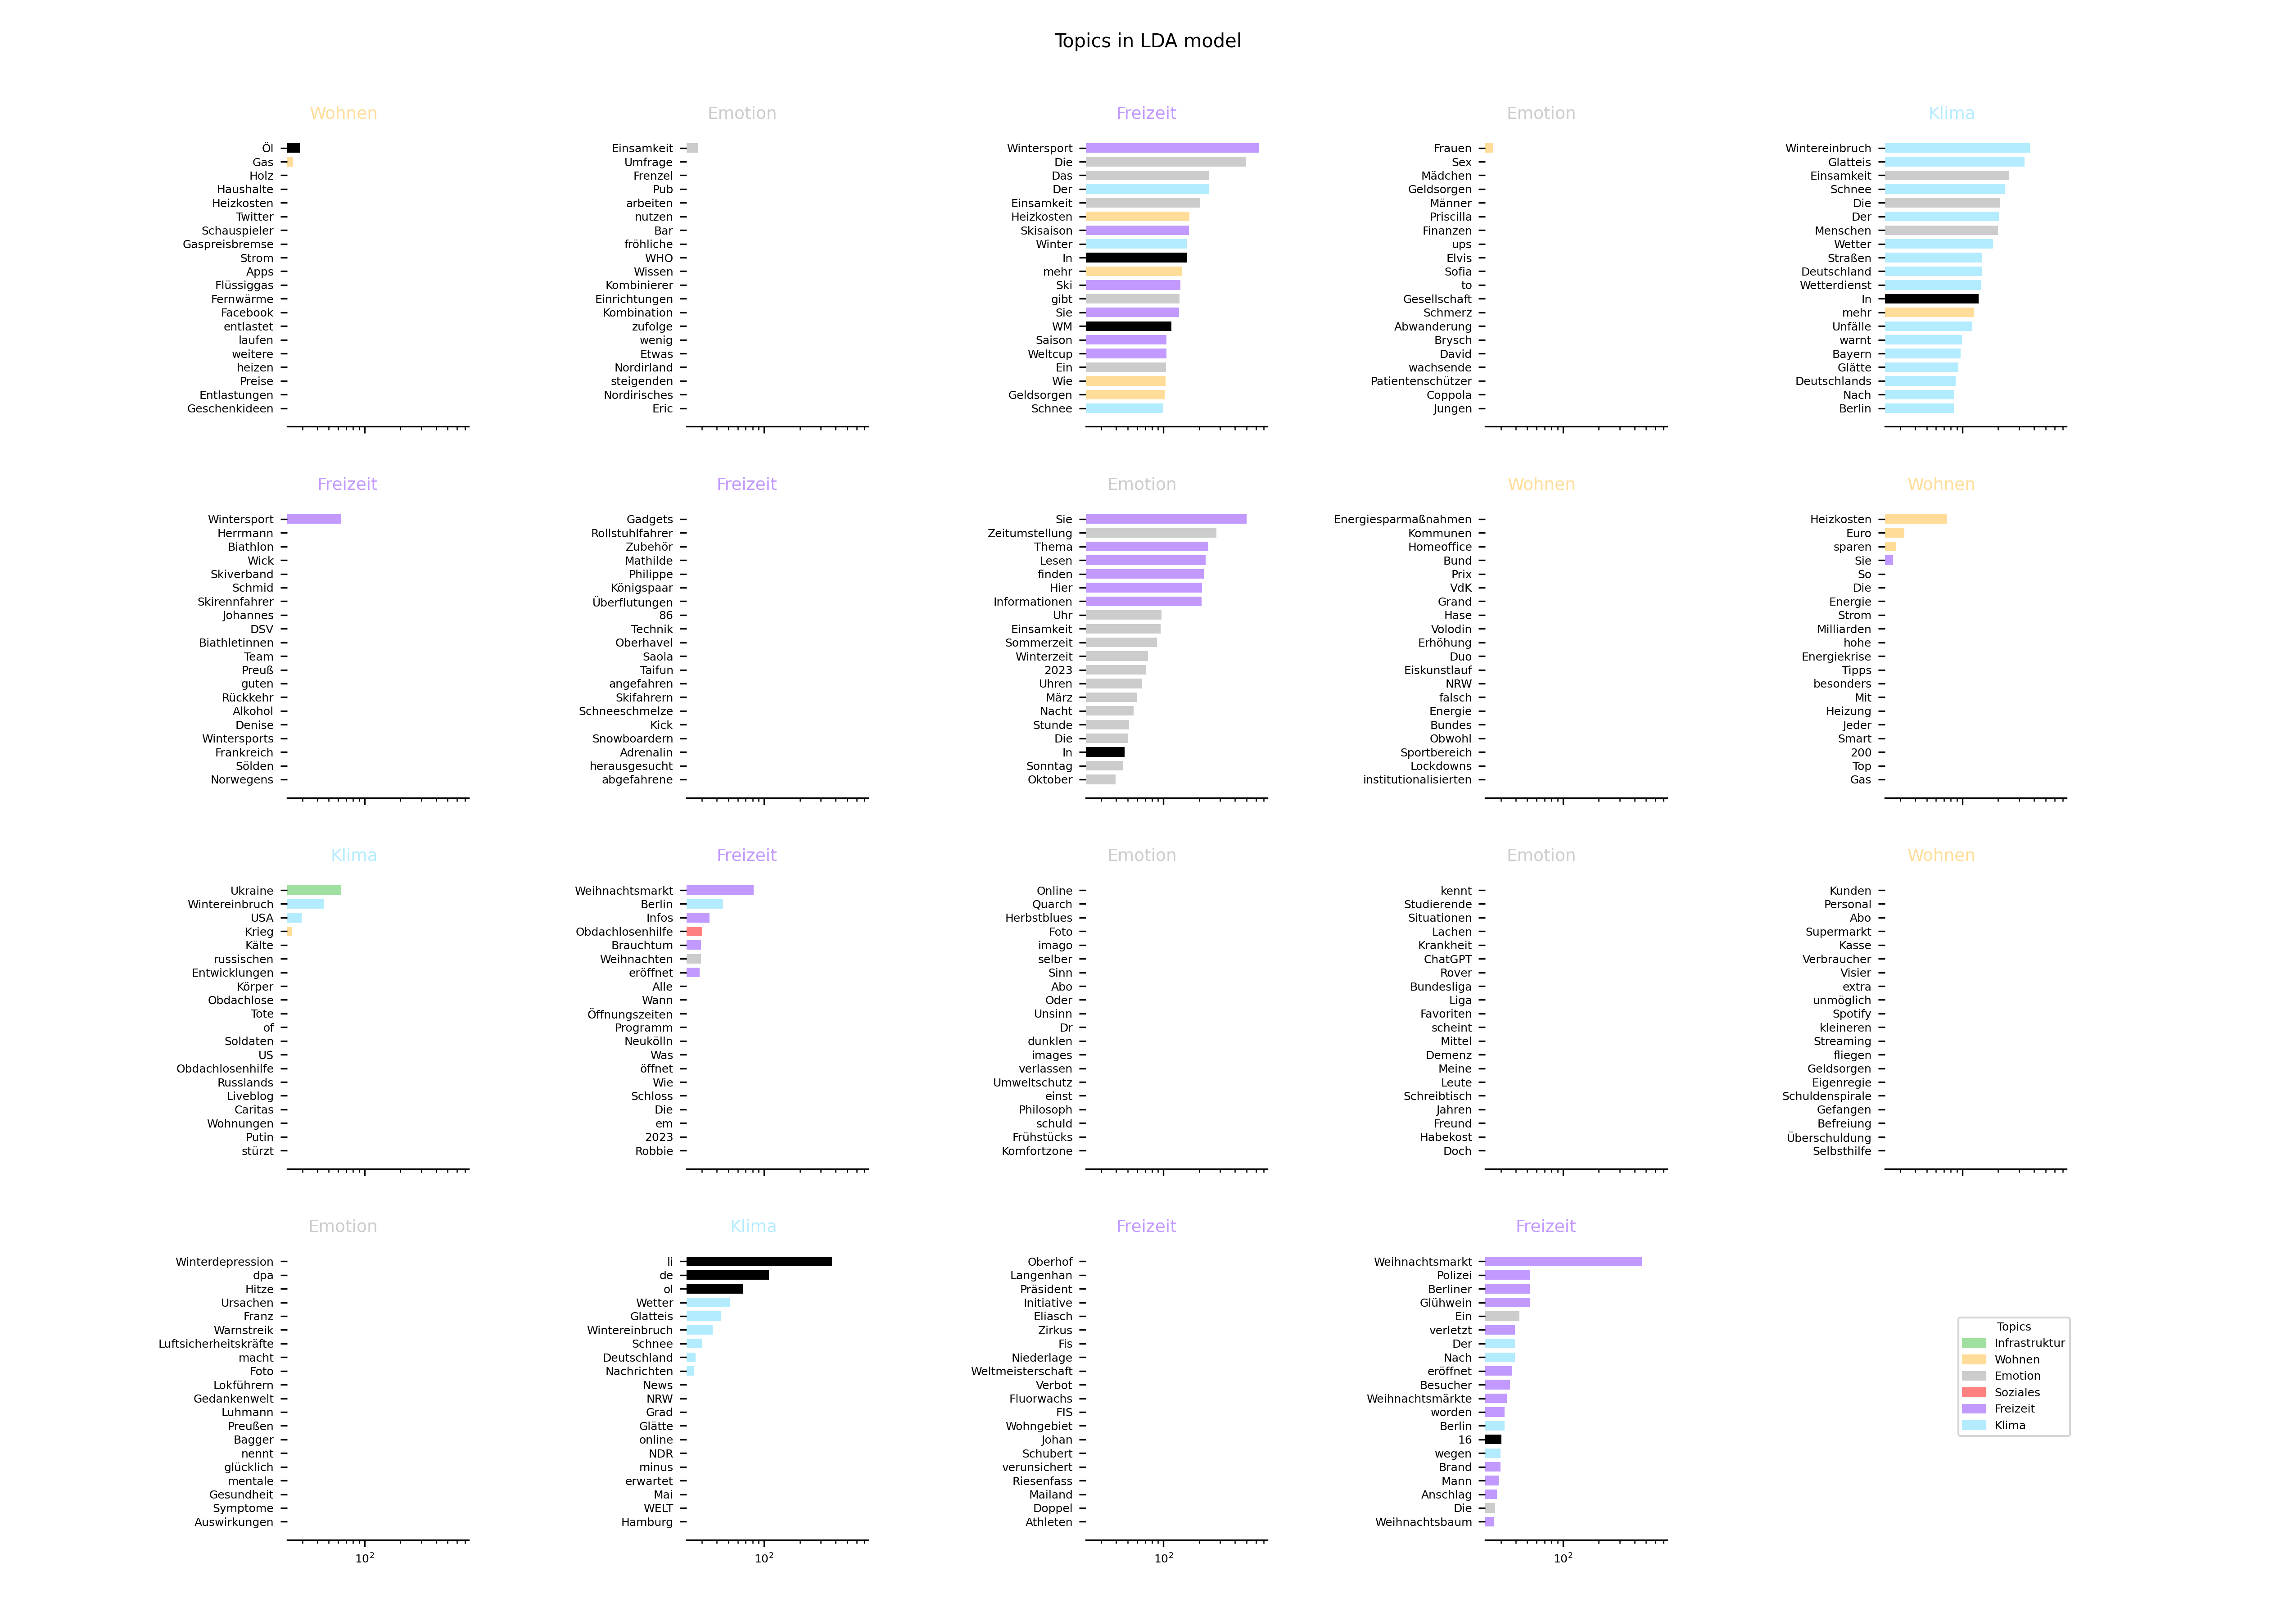 Topics in LDA model
Wohnen
Öl
Gas
Holz
Haushalte
Heizkosten
Twitter
Schauspieler
Gaspreisbremse
Strom
Apps
Flüssiggas
Fernwärme
Facebook
entlastet
laufen
weitere
heizen
Preise
Entlastungen
Geschenkideen
Emotion
Einsamkeit
Umfrage
Frenzel
Pub
arbeiten
nutzen
Bar
fröhliche
WHO
Wissen
Kombinierer
Einrichtungen
Kombination
zufolge
wenig
Etwas
Nordirland
steigenden
Nordirisches
Eric
Freizeit
Wintersport
Die
Das
Der
Einsamkeit
Heizkosten
Skisaison
Winter
In
mehr
Ski
gibt
Sie
WM
Saison
Weltcup
Ein
Wie
Geldsorgen
Schnee
Emotion
Frauen
Sex
Mädchen
Geldsorgen
Männer
Priscilla
Finanzen
ups
Elvis
Sofia
to
Gesellschaft
Schmerz
Abwanderung
Brysch
David
wachsende
Patientenschützer
Coppola
Jungen
Klima
Wintereinbruch
Glatteis
Einsamkeit
Schnee
Die
Der
Menschen
Wetter
Straßen
Deutschland
Wetterdienst
In
mehr
Unfälle
warnt
Bayern
Glätte
Deutschlands
Nach
Berlin
Freizeit
Wintersport
Herrmann
Biathlon
Wick
Skiverband
Schmid
Skirennfahrer
Johannes
DSV
Biathletinnen
Team
Preuß
guten
Rückkehr
Alkohol
Denise
Wintersports
Frankreich
Sölden
Norwegens
Freizeit
Gadgets
Rollstuhlfahrer
Zubehör
Mathilde
Philippe
Königspaar
Überflutungen
86
Technik
Oberhavel
Saola
Taifun
angefahren
Skifahrern
Schneeschmelze
Kick
Snowboardern
Adrenalin
herausgesucht
abgefahrene
Emotion
Sie
Zeitumstellung
Thema
Lesen
finden
Hier
Informationen
Uhr
Einsamkeit
Sommerzeit
Winterzeit
2023
Uhren
März
Nacht
Stunde
Die
In
Sonntag
Oktober
Wohnen
Energiesparmaßnahmen
Kommunen
Homeoffice
Bund
Prix
VdK
Grand
Hase
Volodin
Erhöhung
Duo
Eiskunstlauf
NRW
falsch
Energie
Bundes
Obwohl
Sportbereich
Lockdowns
institutionalisierten
Wohnen
Heizkosten
Euro
sparen
Sie
So
Die
Energie
Strom
Milliarden
hohe
Energiekrise
Tipps
besonders
Mit
Heizung
Jeder
Smart
200
Top
Gas
Klima
Ukraine
Wintereinbruch
USA
Krieg
Kälte
russischen
Entwicklungen
Körper
Obdachlose
Tote
of
Soldaten
US
Obdachlosenhilfe
Russlands
Liveblog
Caritas
Wohnungen
Putin
stürzt
Freizeit
Weihnachtsmarkt
Berlin
Infos
Obdachlosenhilfe
Brauchtum
Weihnachten
eröffnet
Alle
Wann
Öffnungszeiten
Programm
Neukölln
Was
öffnet
Wie
Schloss
Die
em
2023
Robbie
Emotion
Online
Quarch
Herbstblues
Foto
imago
selber
Sinn
Abo
Oder
Unsinn
Dr
dunklen
images
verlassen
Umweltschutz
einst
Philosoph
schuld
Frühstücks
Komfortzone
Emotion
kennt
Studierende
Situationen
Lachen
Krankheit
ChatGPT
Rover
Bundesliga
Liga
Favoriten
scheint
Mittel
Demenz
Meine
Leute
Schreibtisch
Jahren
Freund
Habekost
Doch
Wohnen
Kunden
Personal
Abo
Supermarkt
Kasse
Verbraucher
Visier
extra
unmöglich
Spotify
kleineren
Streaming
fliegen
Geldsorgen
Eigenregie
Schuldenspirale
Gefangen
Befreiung
Überschuldung
Selbsthilfe
Emotion
Winterdepression
dpa
Hitze
Ursachen
Franz
Warnstreik
Luftsicherheitskräfte
macht
Foto
Lokführern
Gedankenwelt
Luhmann
Preußen
Bagger
nennt
glücklich
mentale
Gesundheit
Symptome
Auswirkungen
10²
Klima
li
de
ol
Wetter
Glatteis
Wintereinbruch
Schnee
Deutschland
Nachrichten
News
NRW
Grad
Glätte
online
NDR
minus
erwartet
Mai
WELT
Hamburg
10²
Freizeit
Oberhof
Langenhan
Präsident
Initiative
Eliasch
Zirkus
Fis
Niederlage
Weltmeisterschaft
Verbot
Fluorwachs
FIS
Wohngebiet
Johan
Schubert
verunsichert
Riesenfass
Mailand
Doppel
Athleten
10²
Freizeit
Weihnachtsmarkt
Polizei
Berliner
Glühwein
Ein
verletzt
Der
Nach
eröffnet
Besucher
Weihnachtsmärkte
worden
Berlin
16
wegen
Brand
Mann
Anschlag
Die
Weihnachtsbaum
10²
Topics
Infrastruktur
Wohnen
Emotion
Soziales
Freizeit
Klima